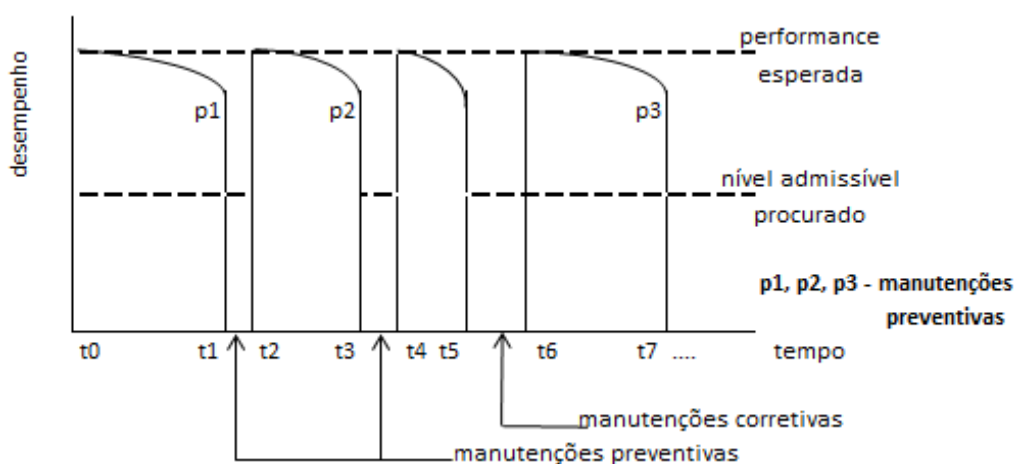 performance
esperada
desempenho
p1
p2
p3
nível admissível
procurado
p1, p2, p3 - manutenções
preventivas
t0 t1 t2 t3 t4 t5 t6 t7 .... tempo
manutenções corretivas
manutenções preventivas